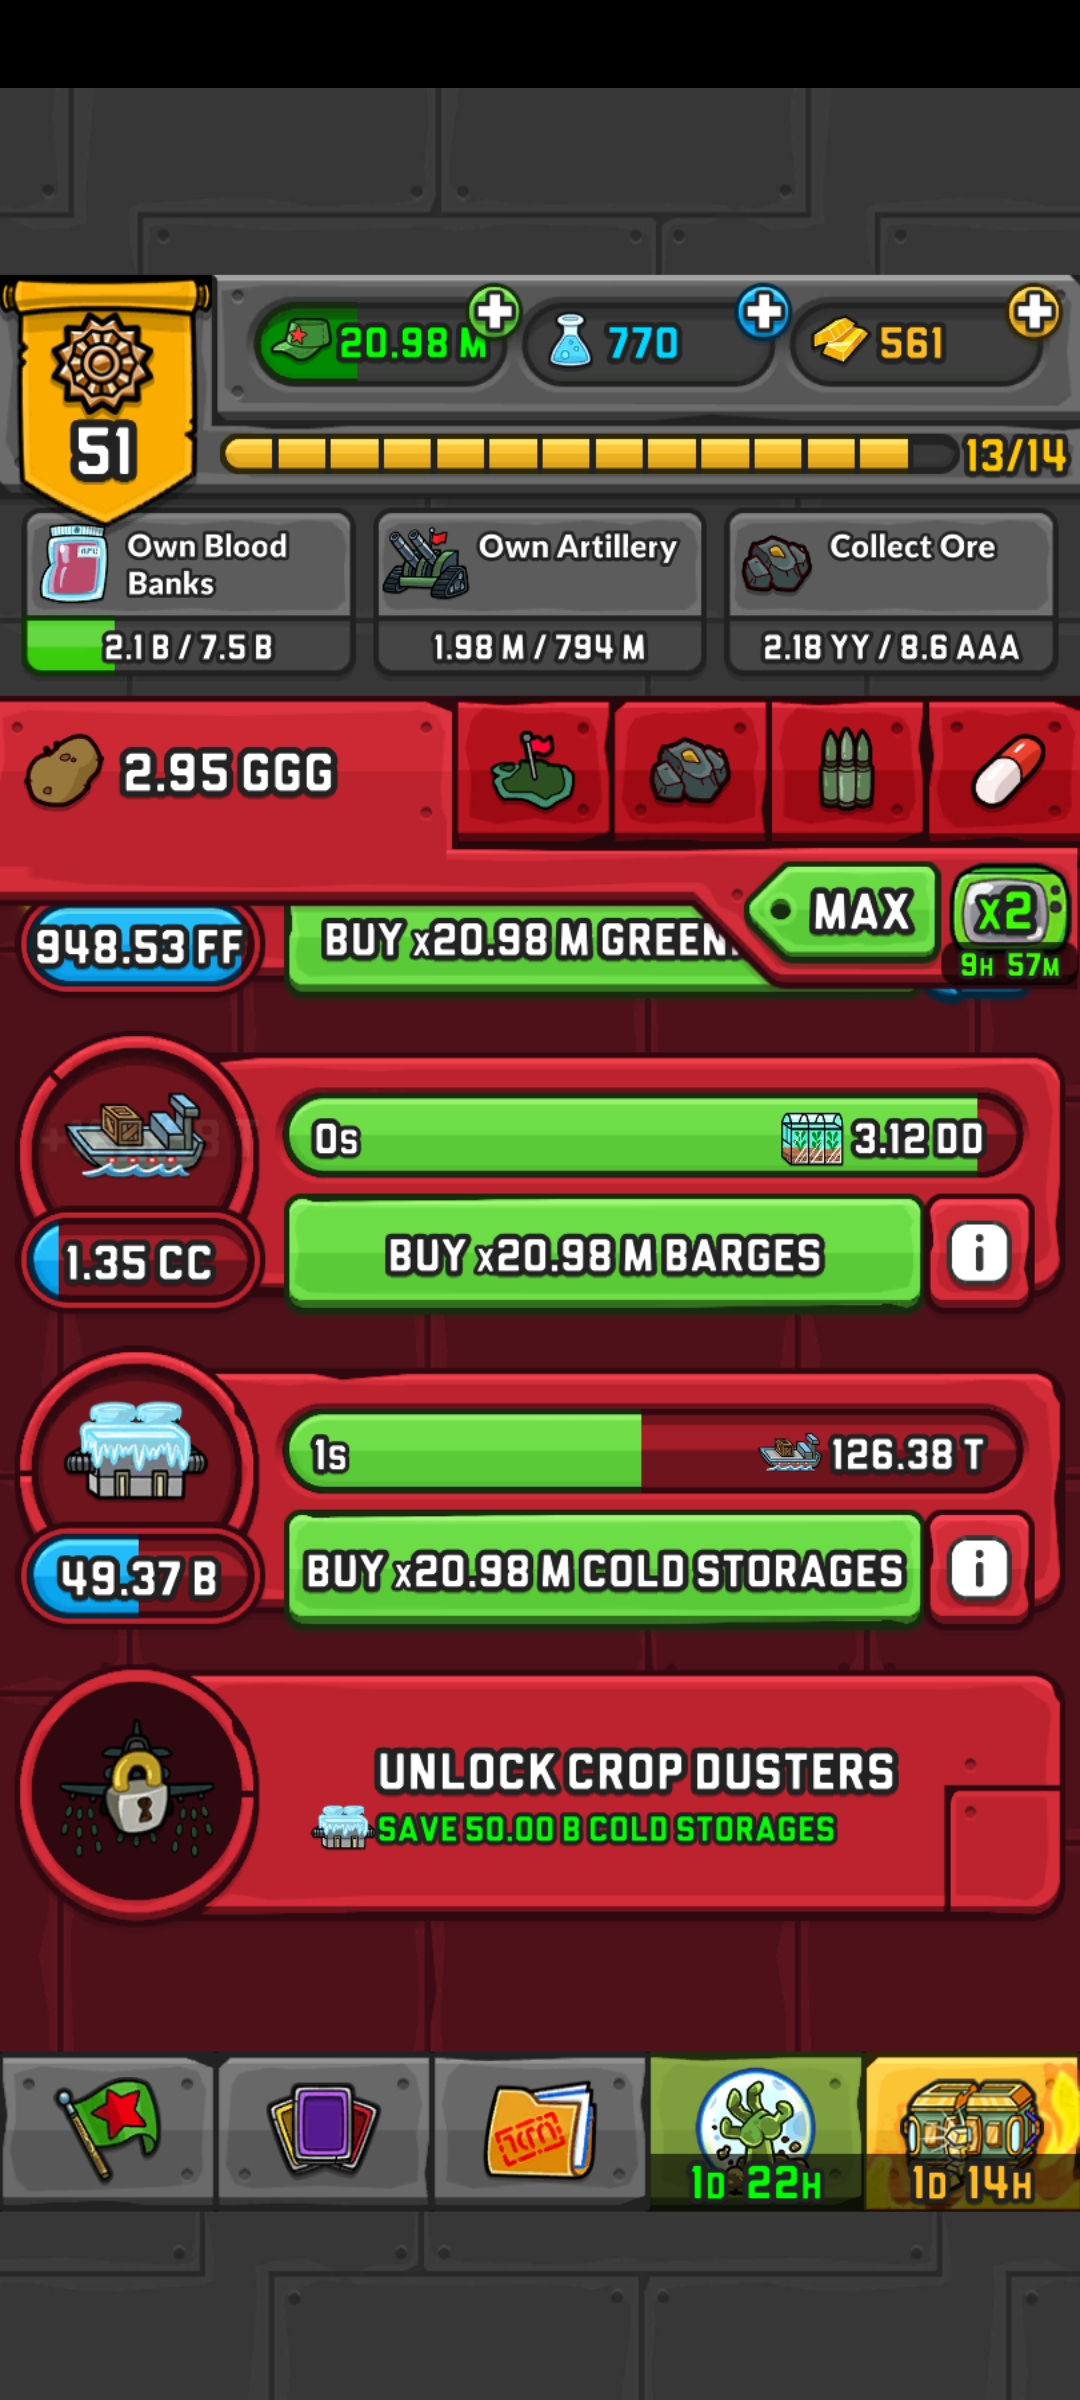 20.98 M
770
561
51
13/14
Own Blood
Banks
2.1 B / 7.5 B
Own Artillery
1.98 M / 794 M
Collect Ore
2.18 YY / 8.6 AAA
2.95 GGG
MAX
x2
9H 57M
948.53 FF
BUY x20.98 M GREEN
0s
3.12 DD
1.35 CC
BUY x20.98 M BARGES
i
1s
126.38 T
49.37 B
BUY x20.98 M COLD STORAGES
i
UNLOCK CROP DUSTERS
SAVE 50.00 B COLD STORAGES
1D 22H
1D 14H